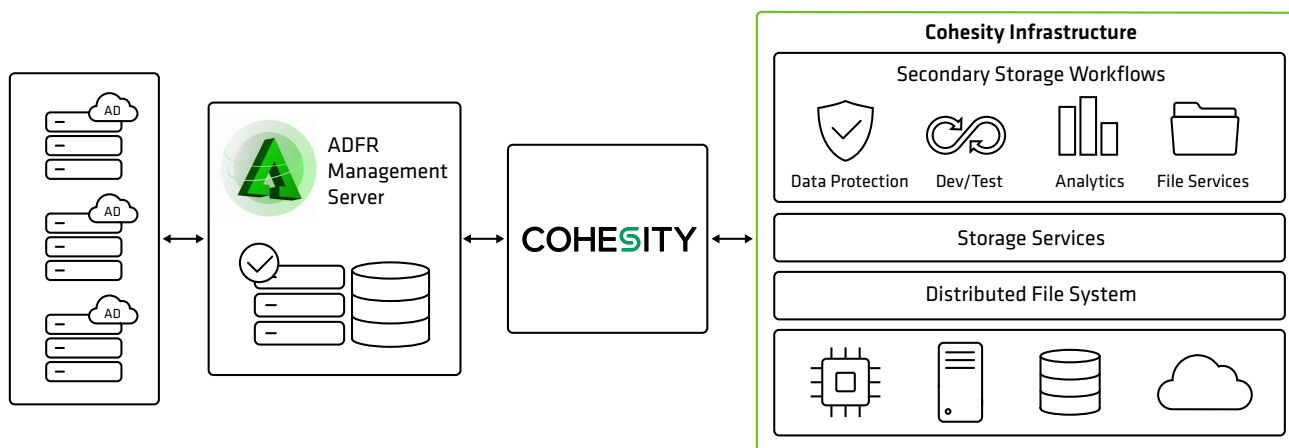 AD
AD
AD
ADFR
Management
Server
COHESITY
Cohesity Infrastructure
Secondary Storage Workflows
Data Protection
Dev/Test
Analytics
File Services
Storage Services
Distributed File System